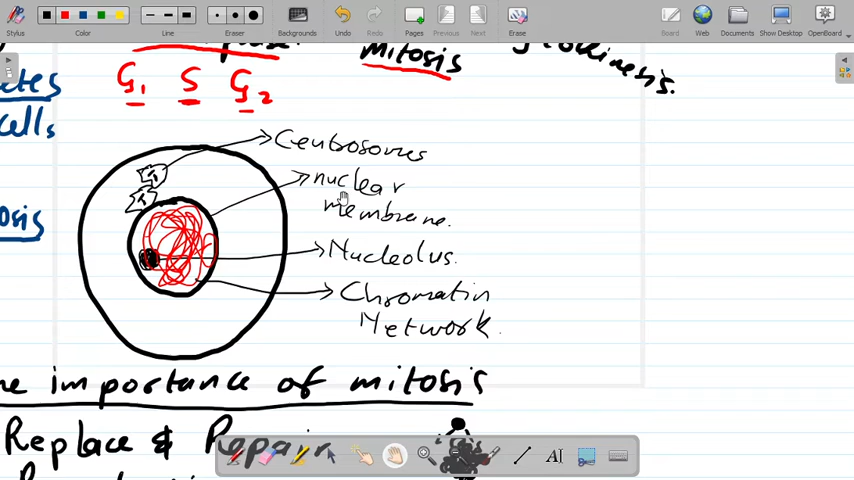 Stylus
Color
Line
Eraser
Backgrounds
Undo
Redo
Pages
Previous
Next
Erase
Board
Web
Documents
Show Desktop
OpenBoard
mitosis
G1 S G2
cells
Centrosomes
nuclear
membrane.
Nucleolus.
Chromatin
Network.
importance of mitosis
Replace & Repair